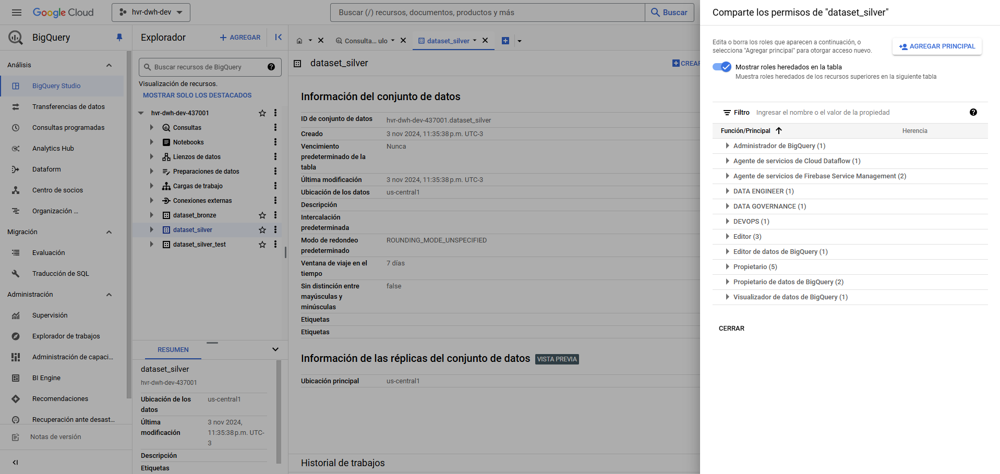 Google Cloud
hvr-dwh-dev
Buscar (/) recursos, documentos, productos y más
Buscar
BigQuery
Análisis
BigQuery Studio
Transferencias de datos
Consultas programadas
Analytics Hub
Dataform
Centro de socios
Organización ...
Migración
Evaluación
Traducción de SQL
Administración
Supervisión
Explorador de trabajos
Administración de capaci...
BI Engine
Recomendaciones
Recuperación ante desast...
Notas de versión
Explorador
AGREGAR
Buscar recursos de BigQuery
Visualización de recursos.
MOSTRAR SOLO LOS DESTACADOS
hvr-dwh-dev-437001
Consultas
Notebooks
Lienzos de datos
Preparaciones de datos
Cargas de trabajo
Conexiones externas
dataset_bronze
dataset_silver
dataset_silver_test
RESUMEN
dataset_silver
hvr-dwh-dev-437001
Ubicación de los datos us-central1
Última modificación 3 nov 2024, 11:35:38 p.m. UTC-3
Descripción
Etiquetas
Consulta... ulo
dataset_silver
dataset_silver
CREAR
Información del conjunto de datos
ID de conjunto de datos hvr-dwh-dev-437001.dataset_silver
Creado 3 nov 2024, 11:35:38 p.m. UTC-3
Vencimiento predeterminado de la tabla Nunca
Última modificación 3 nov 2024, 11:35:38 p.m. UTC-3
Ubicación de los datos us-central1
Descripción
Intercalación predeterminada
Modo de redondeo predeterminado ROUNDING_MODE_UNSPECIFIED
Ventana de viaje en el tiempo 7 días
Sin distinción entre mayúsculas y minúsculas false
Etiquetas
Etiquetas
Información de las réplicas del conjunto de datos VISTA PREVIA
Ubicación principal us-central1
Historial de trabajos
Comparte los permisos de "dataset_silver"
Edita o borra los roles que aparecen a continuación, o
selecciona "Agregar principal" para otorgar acceso nuevo.
AGREGAR PRINCIPAL
Mostrar roles heredados en la tabla
Muestra roles heredados de los recursos superiores en la siguiente tabla
Filtro Ingresar el nombre o el valor de la propiedad
Función/Principal Herencia
Administrador de BigQuery (1)
Agente de servicios de Cloud Dataflow (1)
Agente de servicios de Firebase Service Management (2)
DATA ENGINEER (1)
DATA GOVERNANCE (1)
DEVOPS (1)
Editor (3)
Editor de datos de BigQuery (1)
Propietario (5)
Propietario de datos de BigQuery (2)
Visualizador de datos de BigQuery (1)
CERRAR